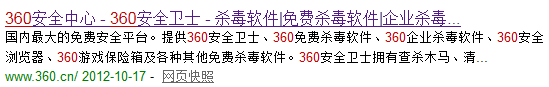 360安全中心 - 360安全卫士 - 杀毒软件|免费杀毒软件|企业杀毒...
国内最大的免费安全平台。提供360安全卫士、360免费杀毒软件、360企业杀毒软件、360安全
浏览器、360游戏保险箱及各种其他免费杀毒软件。360安全卫士拥有查杀木马、清...
www.360.cn/ 2012-10-17 - 网页快照